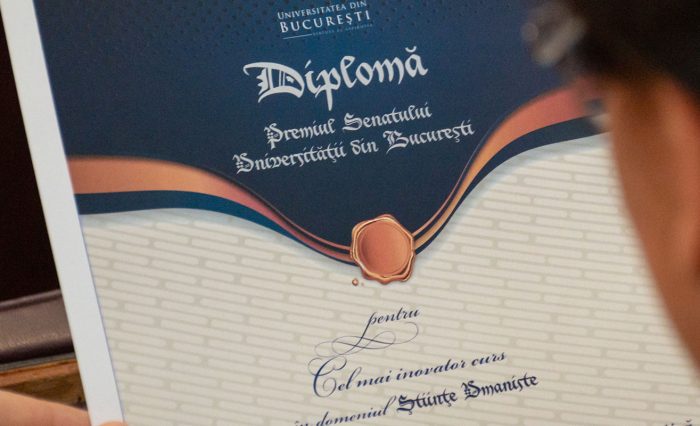 UNIVERSITATEA DIN
BUCUREȘTI
Diplomă
Premiul Senatului
Universității din București
pentru
Cel mai inovator curs
în domeniul Științe Umaniste